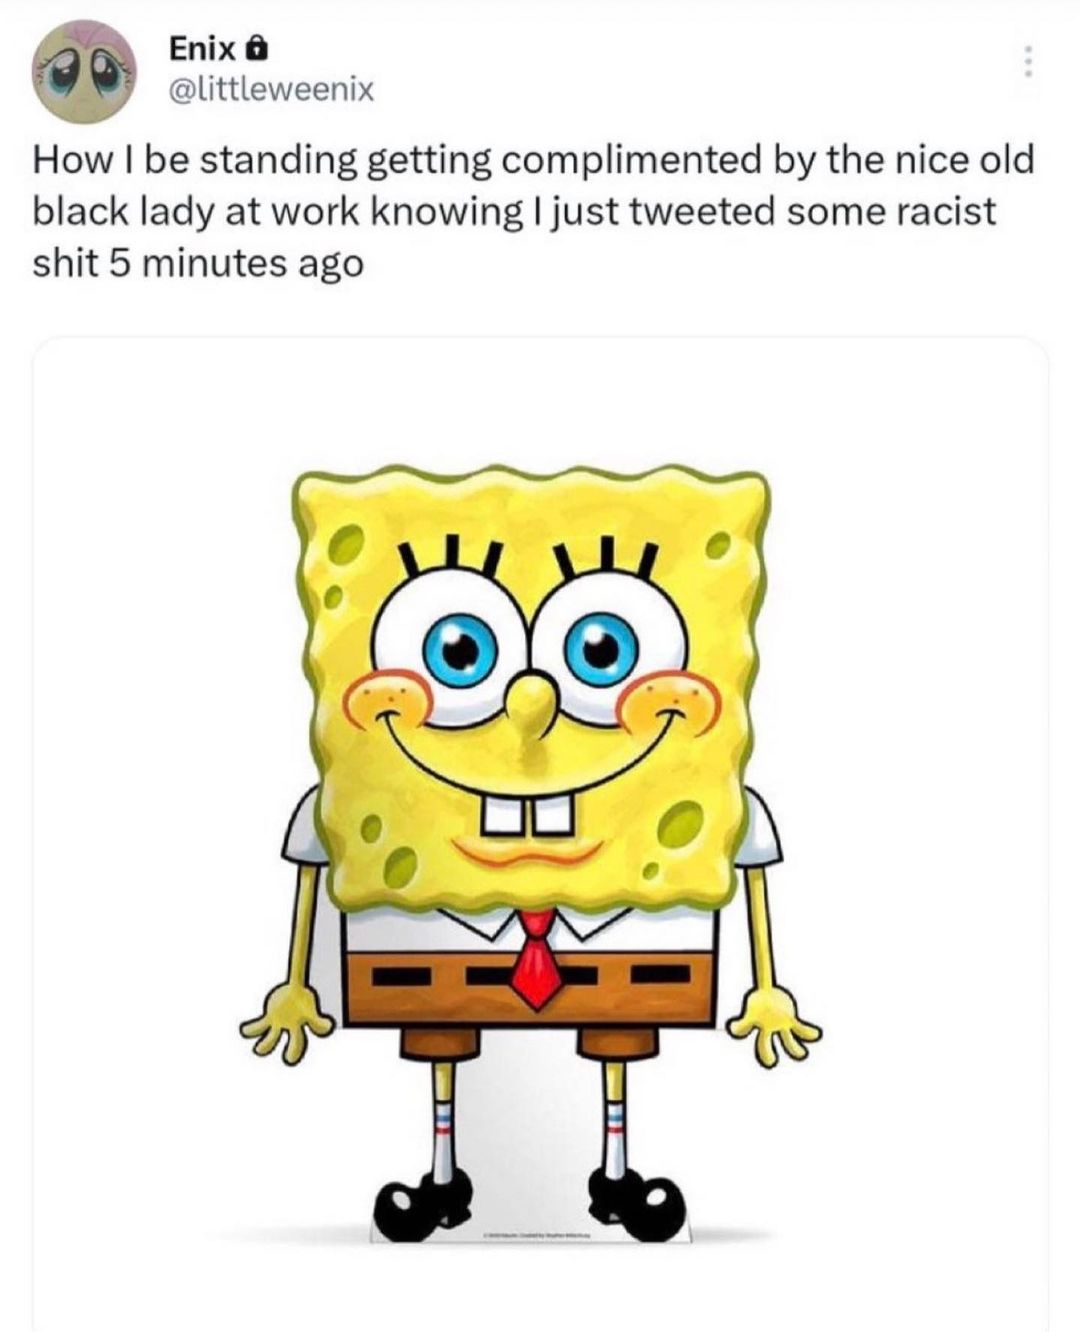 Enix
@littleweenix
How I be standing getting complimented by the nice old
black lady at work knowing I just tweeted some racist
shit 5 minutes ago